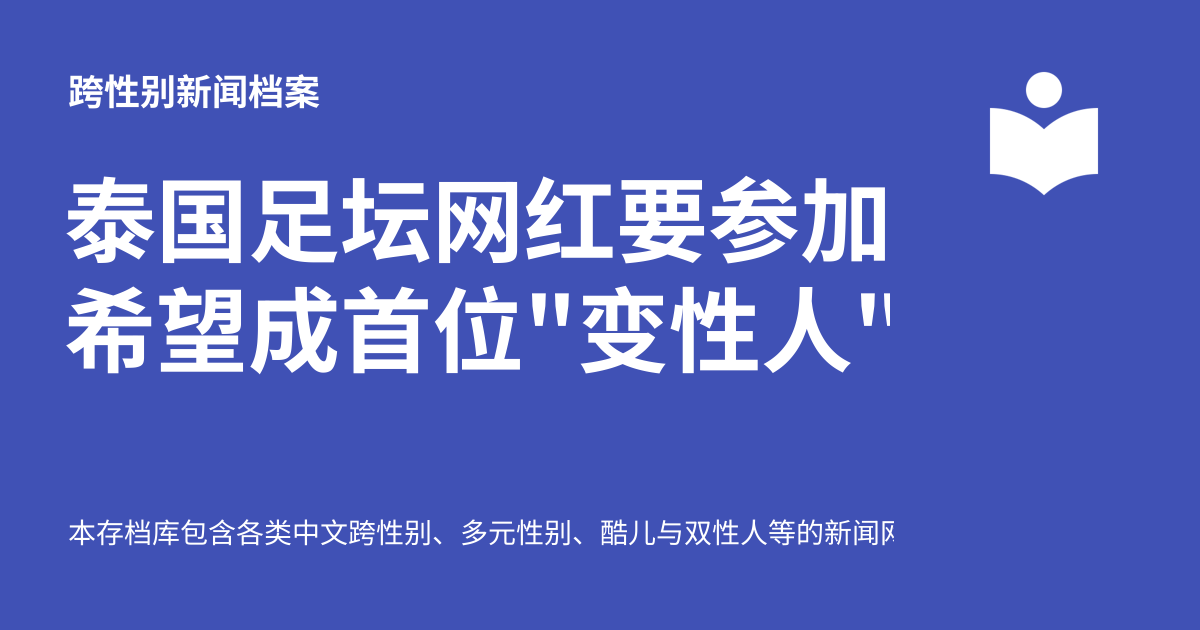 跨性别新闻档案
泰国足坛网红要参加
希望成首位"变性人"
本存档库包含各类中文跨性别、多元性别、酷儿与双性人等的新闻网